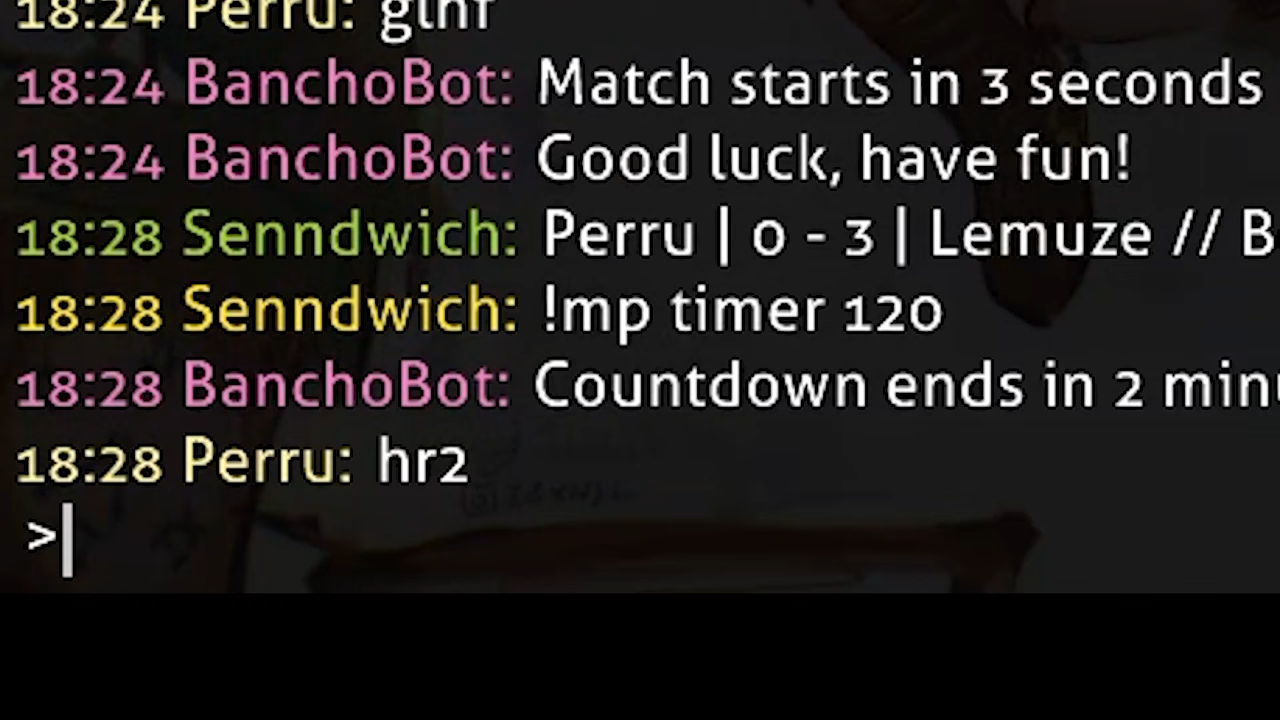 18:24 Perru: glhf
18:24 BanchoBot: Match starts in 3 seconds
18:24 BanchoBot: Good luck, have fun!
18:28 Senndwich: Perru | 0 - 3 | Lemuze // B
18:28 Senndwich: !mp timer 120
18:28 BanchoBot: Countdown ends in 2 minu
18:28 Perru: hr2
>